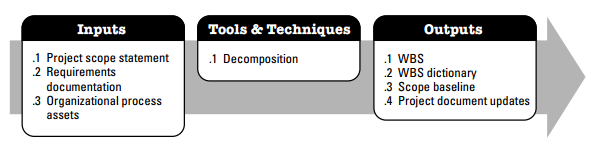 Inputs
.1 Project scope statement
.2 Requirements
documentation
.3 Organizational process
assets
Tools & Techniques
.1 Decomposition
Outputs
.1 WBS
.2 WBS dictionary
.3 Scope baseline
.4 Project document updates